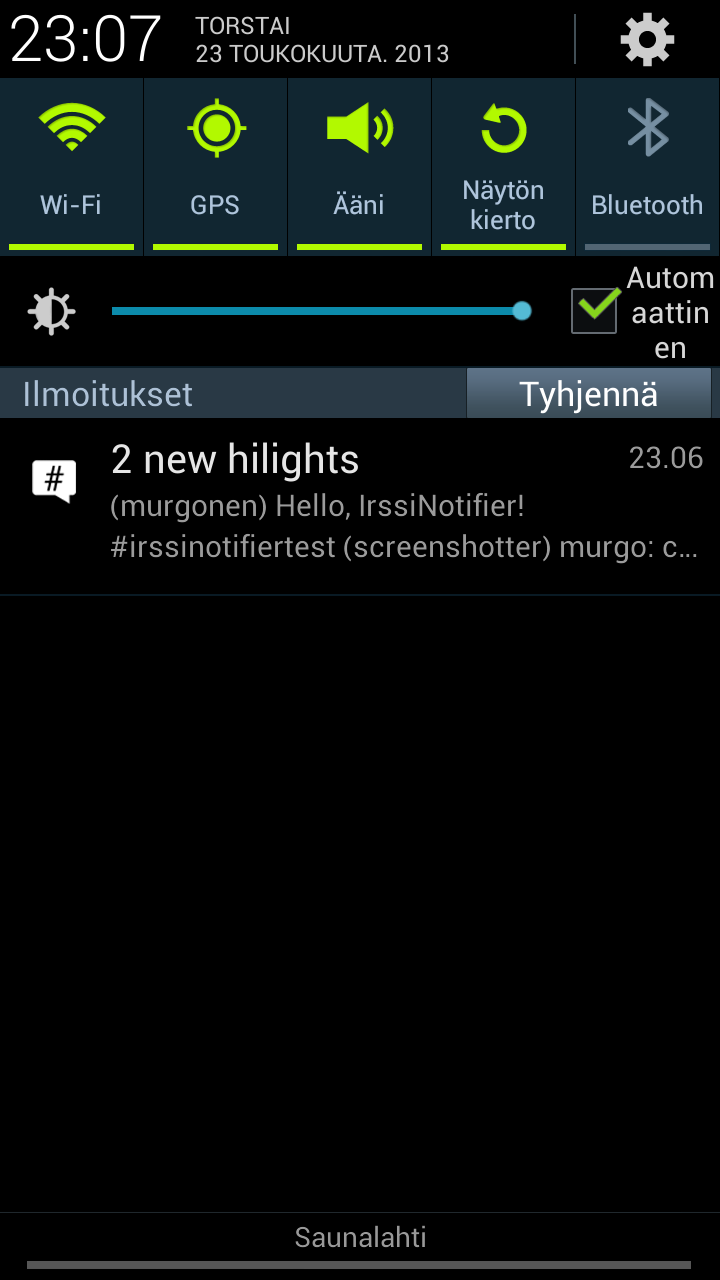 23:07
TORSTAI
23 TOUKOKUUTA. 2013
Wi-Fi
GPS
Ääni
Näytön
kierto
Bluetooth
Autom
aattin
en
Ilmoitukset
Tyhjennä
#
2 new hilights
23.06
(murgonen) Hello, IrssiNotifier!
#irssinotifiertest (screenshotter) murgo: c...
Saunalahti